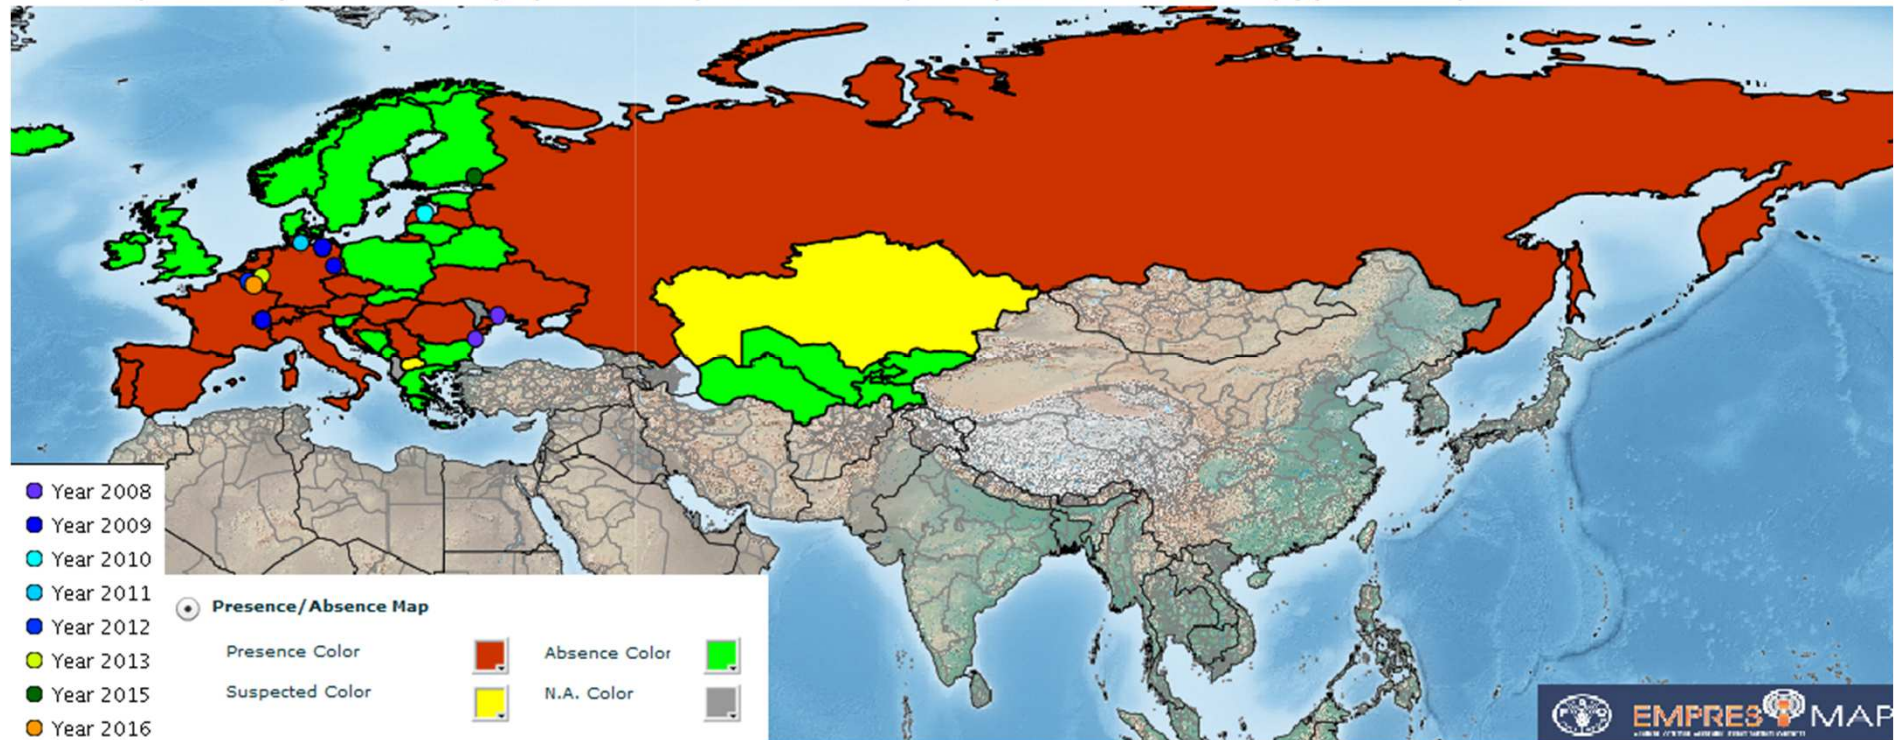 Year 2008
Year 2009
Year 2010
Year 2011
Year 2012
Year 2013
Year 2015
Year 2016
Presence/Absence Map
Presence Color
Absence Color
Suspected Color
N.A. Color
EMPRES MAP